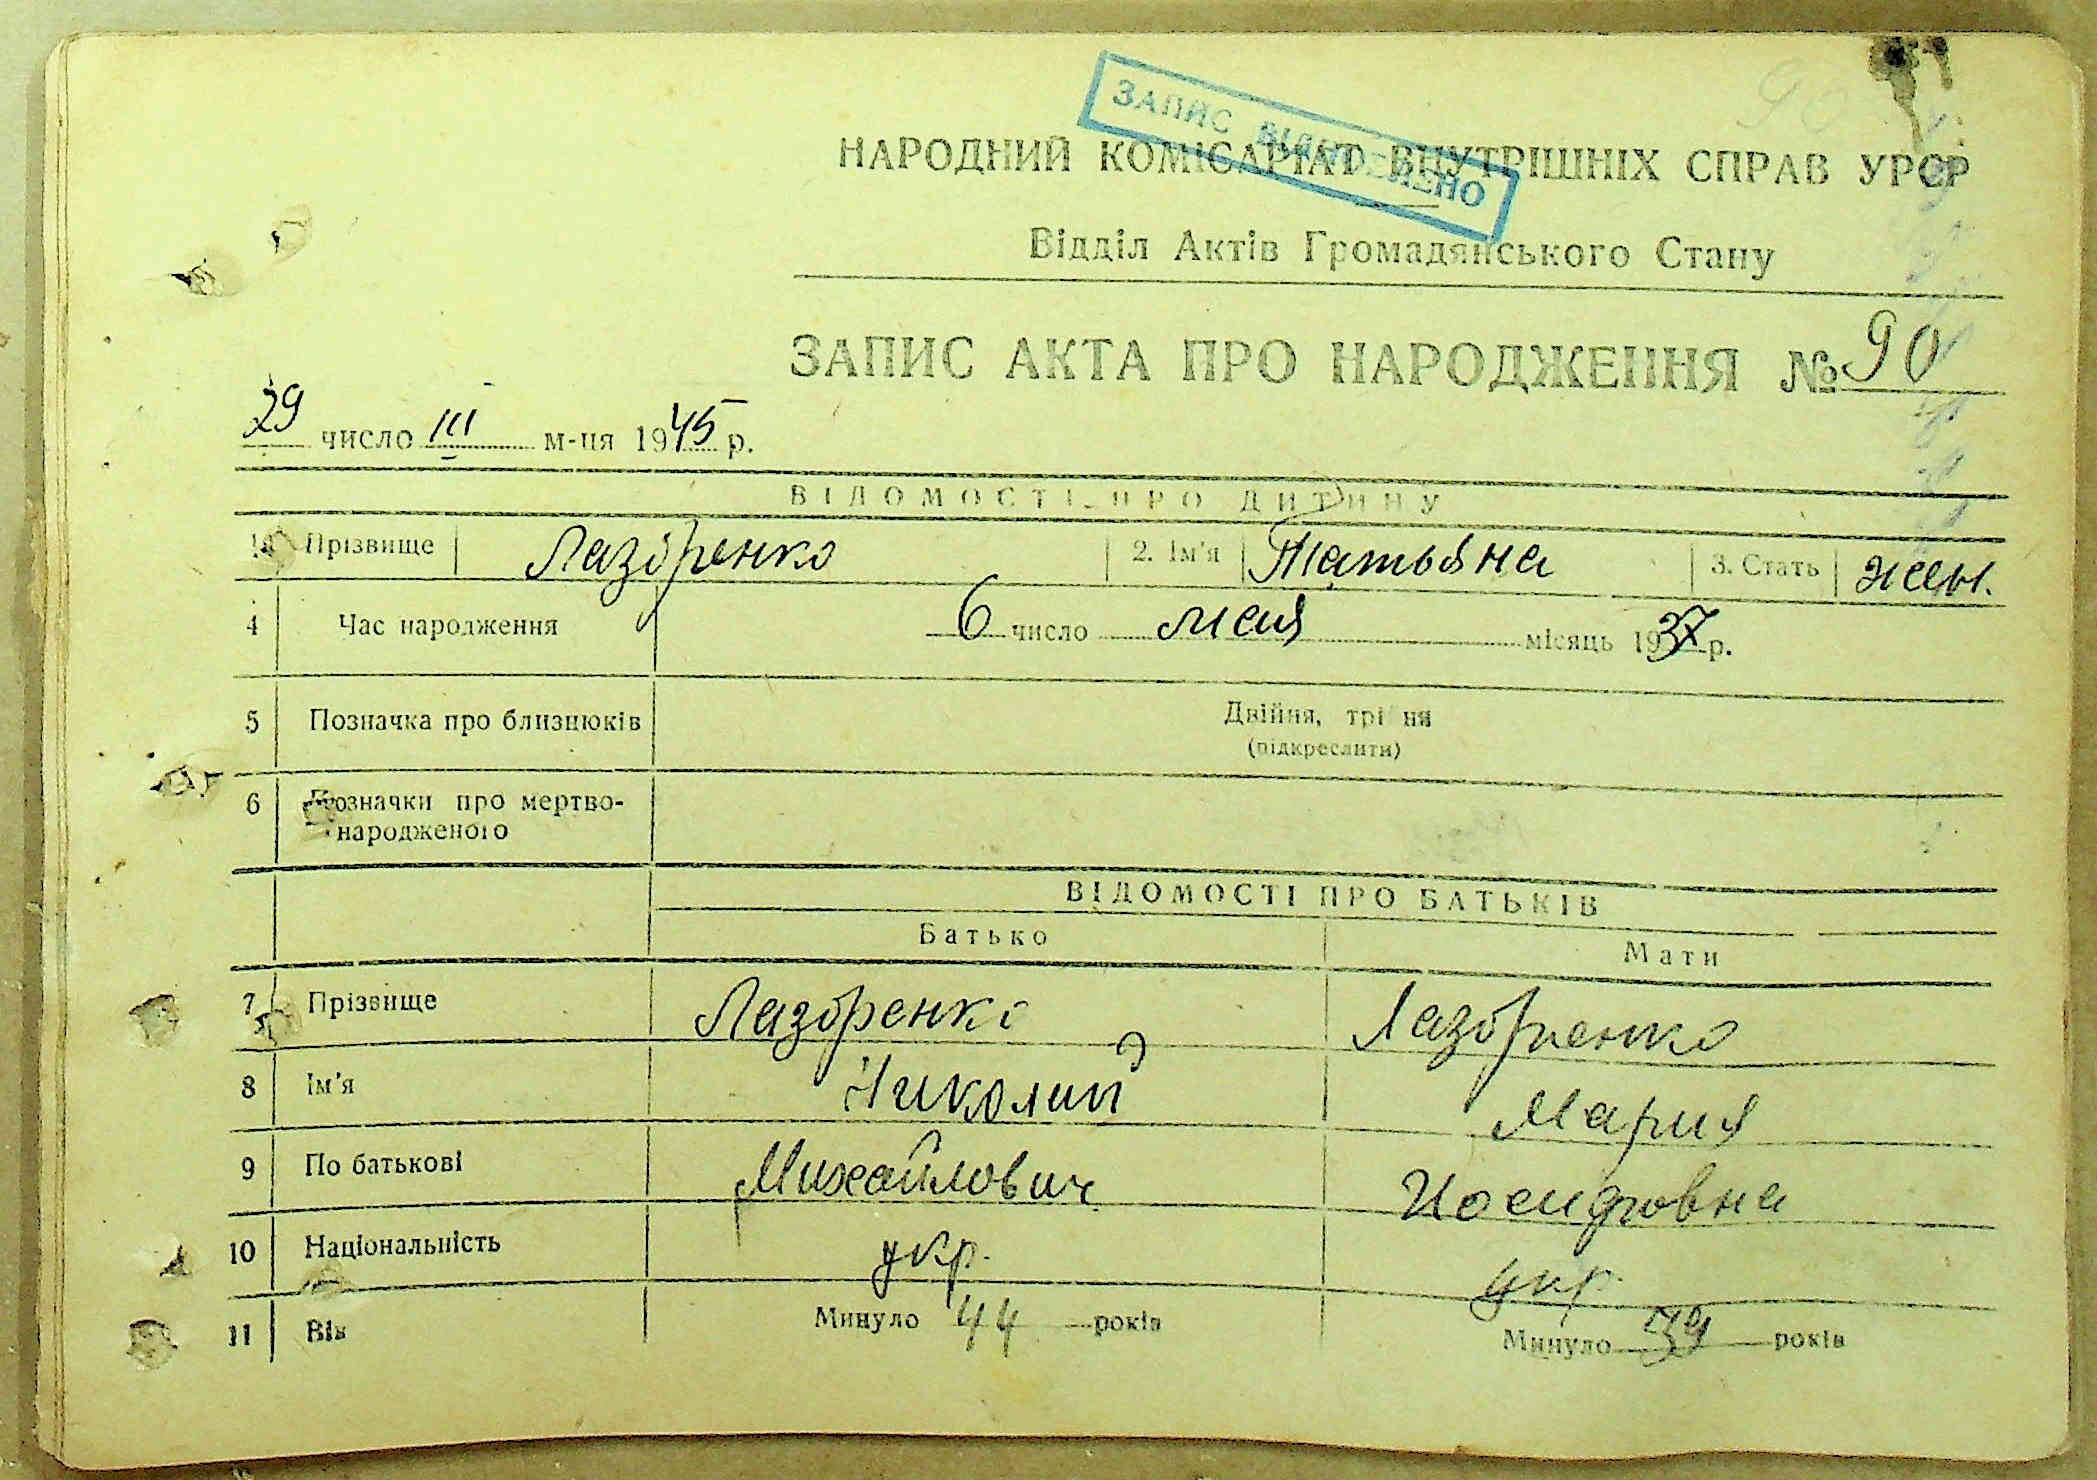 ЗАПИС ВІДНОВЛЕНО
НАРОДНИЙ КОМІСАРІАТ ВНУТРІШНІХ СПРАВ УРСР
Відділ Актів Громадянського Стану
ЗАПИС АКТА ПРО НАРОДЖЕННЯ № 90
29 число III м-ця 1945 р.
ВІДОМОСТІ ПРО ДИТИНУ
1. Прізвище Лазоренко 2. Ім'я Татьяна 3. Стать жен.
4 Час народження 6 число мая місяць 1937 р.
5 Позначка про близнюків Двійня, трійня
(підкреслити)
6 Позначки про мертво-
народженого
ВІДОМОСТІ ПРО БАТЬКІВ
Батько Мати
7 Прізвище Лазоренко Лазоренко
8 Ім'я Николай Мария
9 По батькові Михайлович Иосифовна
10 Національність укр. укр.
11 Вік Минуло 44 років Минуло 39 років